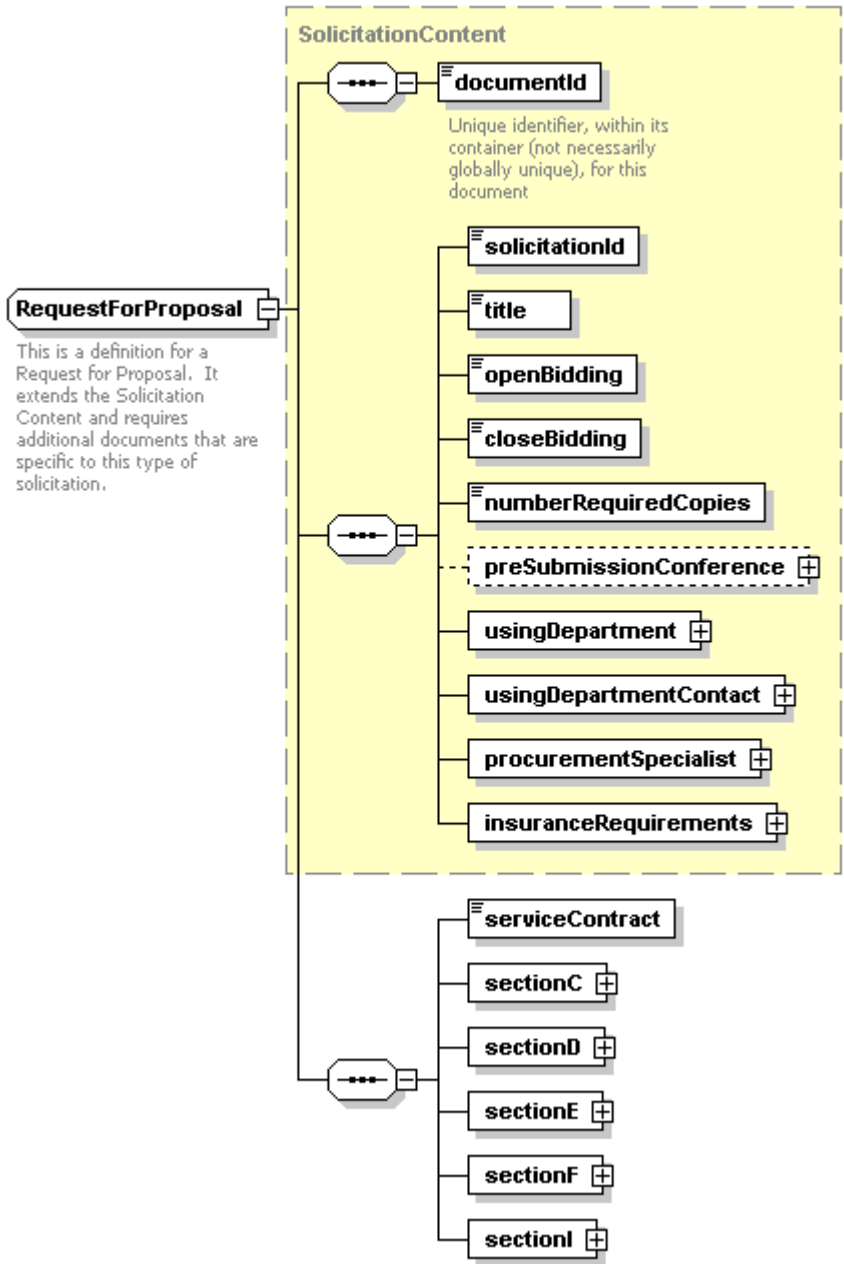 SolicitationContent
documentId
Unique identifier, within its
container (not necessarily
globally unique), for this
document
solicitationId
title
RequestForProposal
This is a definition for a
Request for Proposal.  It
extends the Solicitation
Content and requires
additional documents that are
specific to this type of
solicitation.
openBidding
closeBidding
numberRequiredCopies
preSubmissionConference
usingDepartment
usingDepartmentContact
procurementSpecialist
insuranceRequirements
serviceContract
sectionC
sectionD
sectionE
sectionF
sectionI